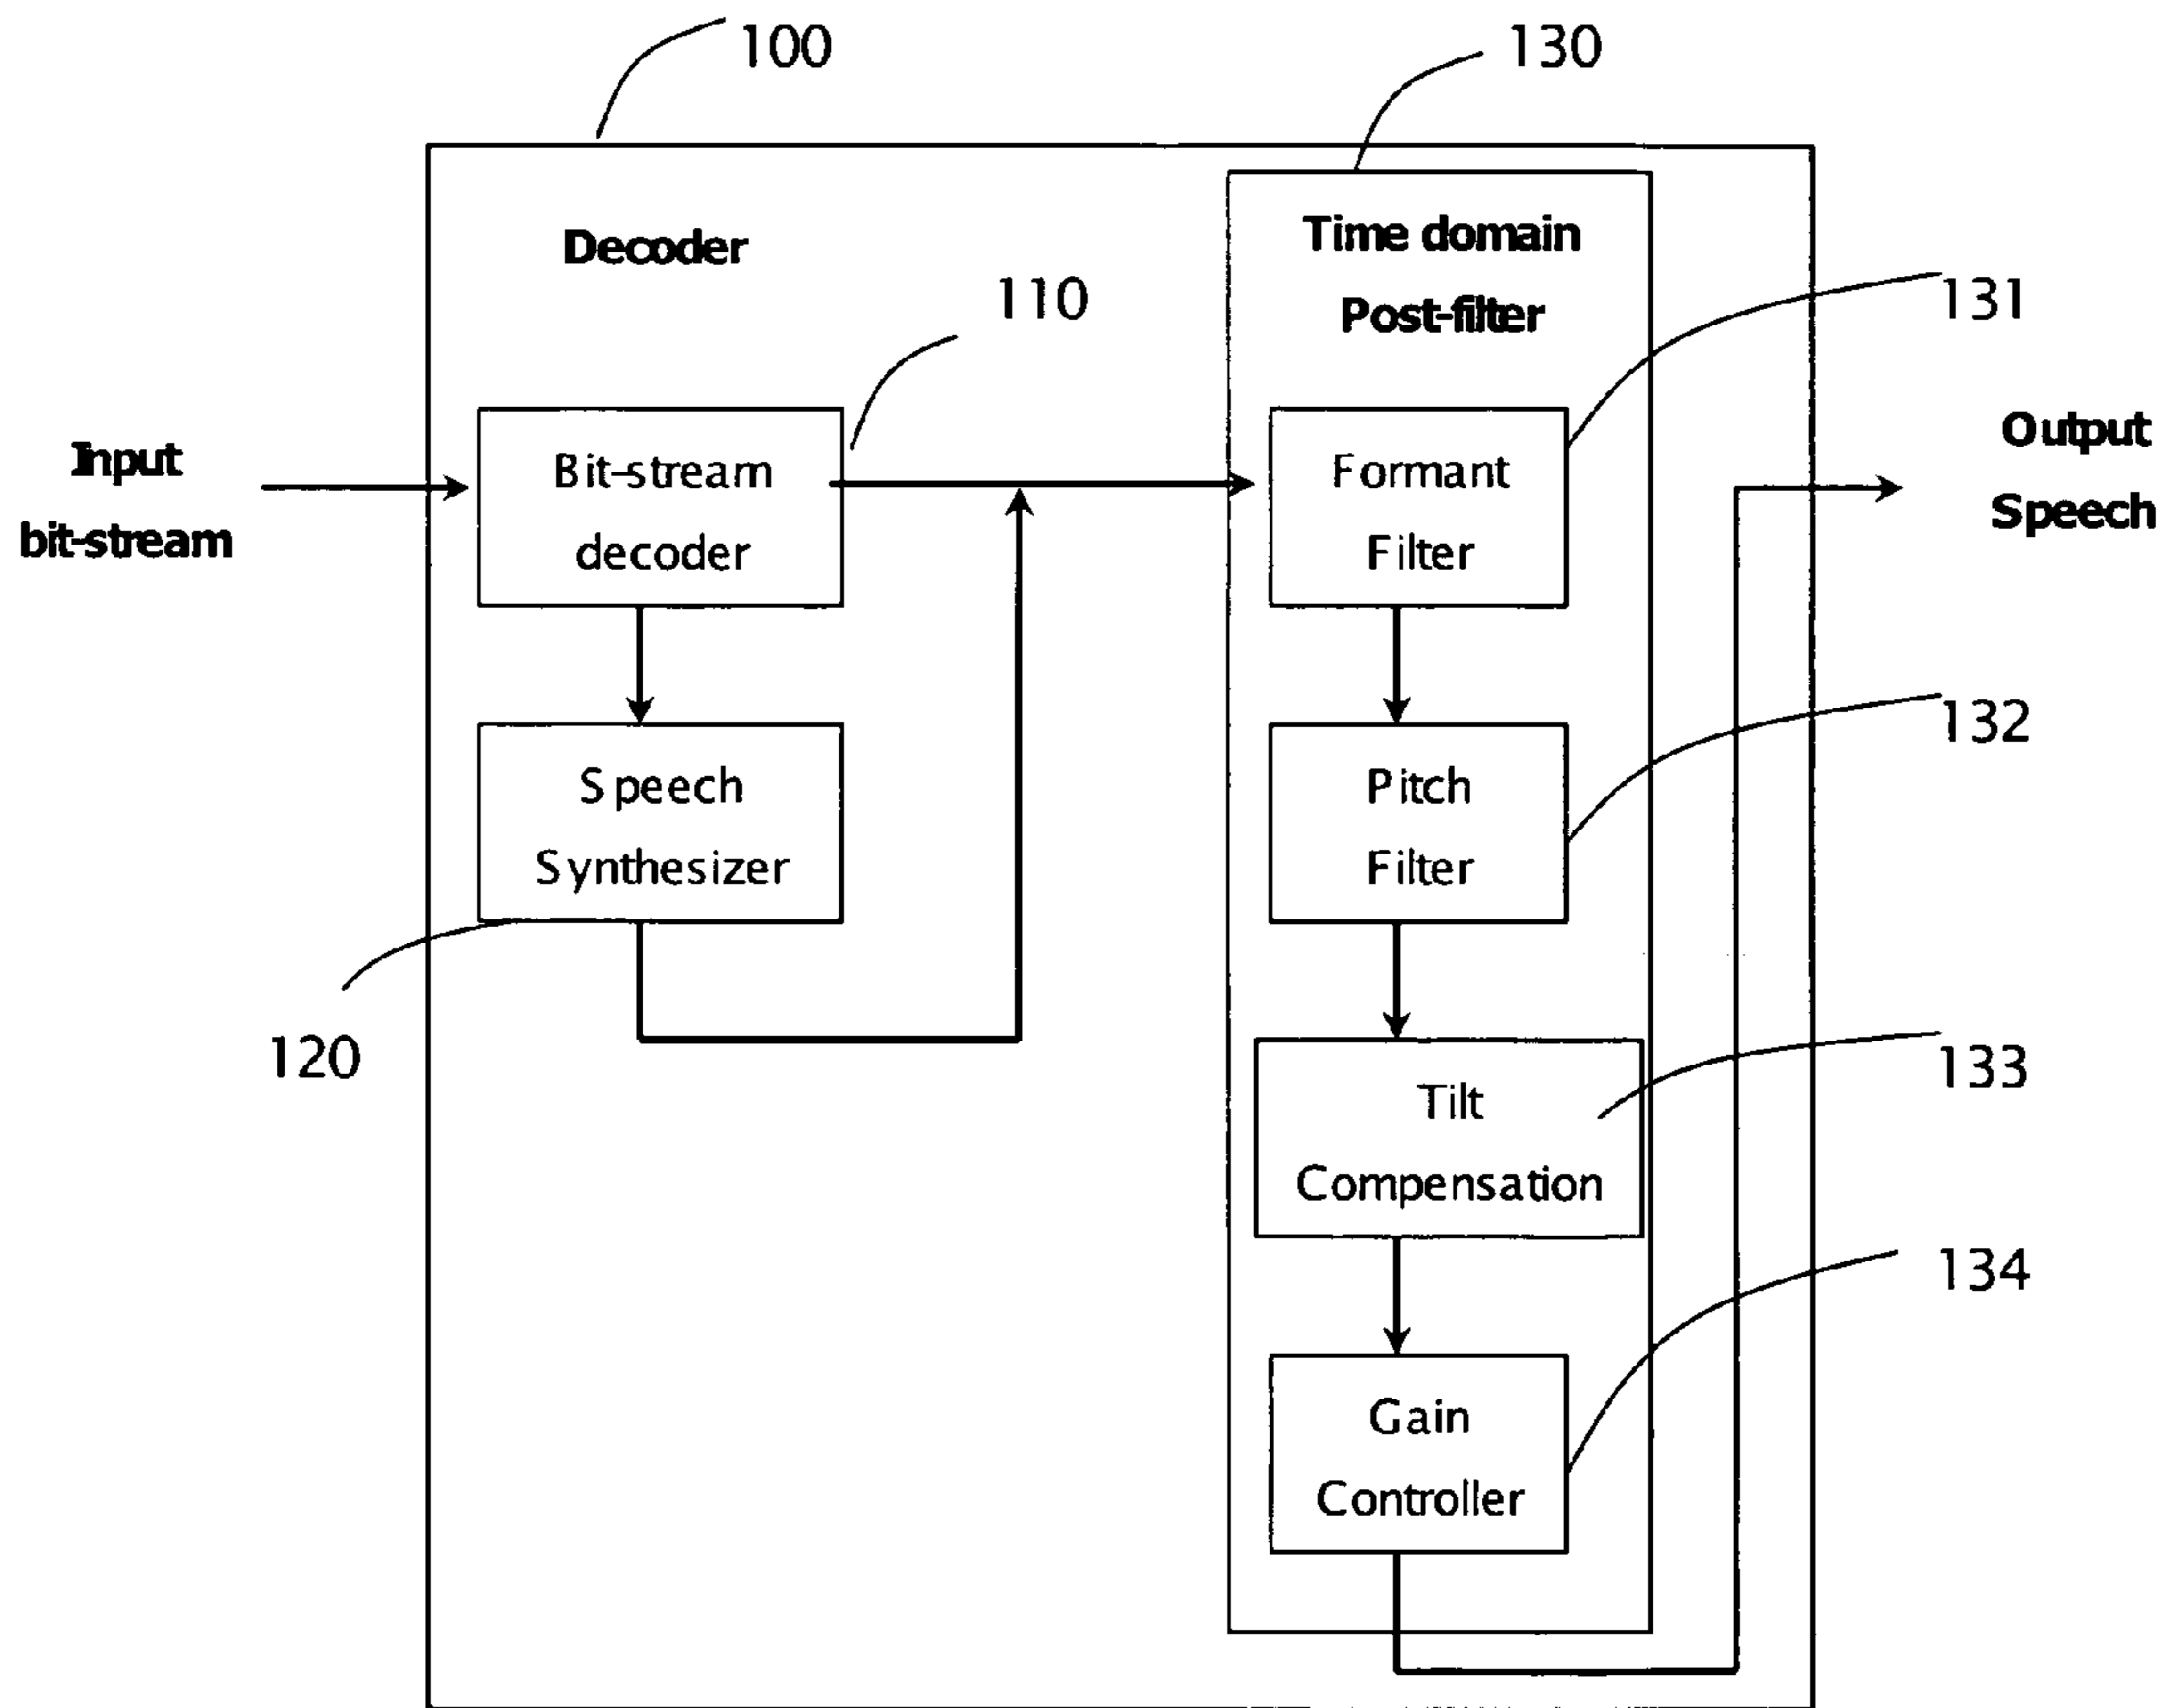 100
130
Decoder
Time domain
Post-filter
110
131
Input
bit-stream
Bit-stream
decoder
Formant
Filter
Output
Speech
Speech
Synthesizer
Pitch
Filter
132
120
Tilt
Compensation
133
Gain
Controller
134